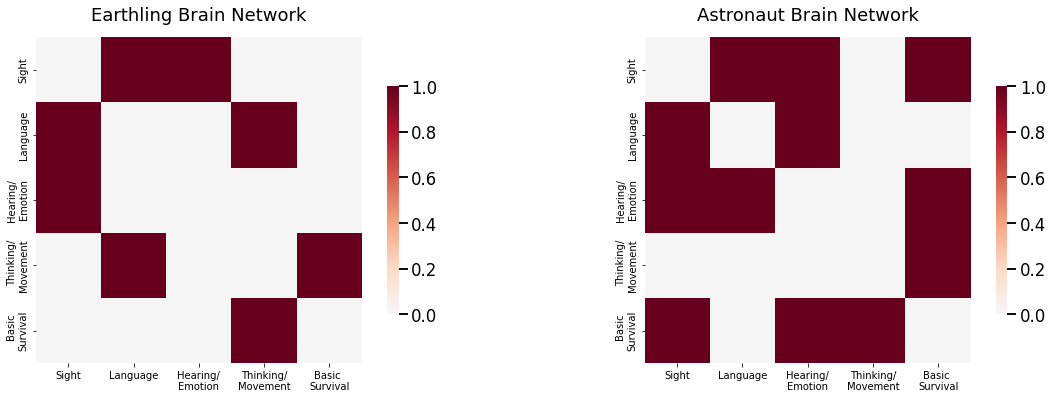 Earthling Brain Network
Sight
Language
Hearing/
Emotion
Thinking/
Movement
Basic
Survival
1.0
0.8
0.6
0.4
0.2
0.0
Sight
Language
Hearing/
Emotion
Thinking/
Movement
Basic
Survival
Astronaut Brain Network
Sight
Language
Hearing/
Emotion
Thinking/
Movement
Basic
Survival
1.0
0.8
0.6
0.4
0.2
0.0
Sight
Language
Hearing/
Emotion
Thinking/
Movement
Basic
Survival